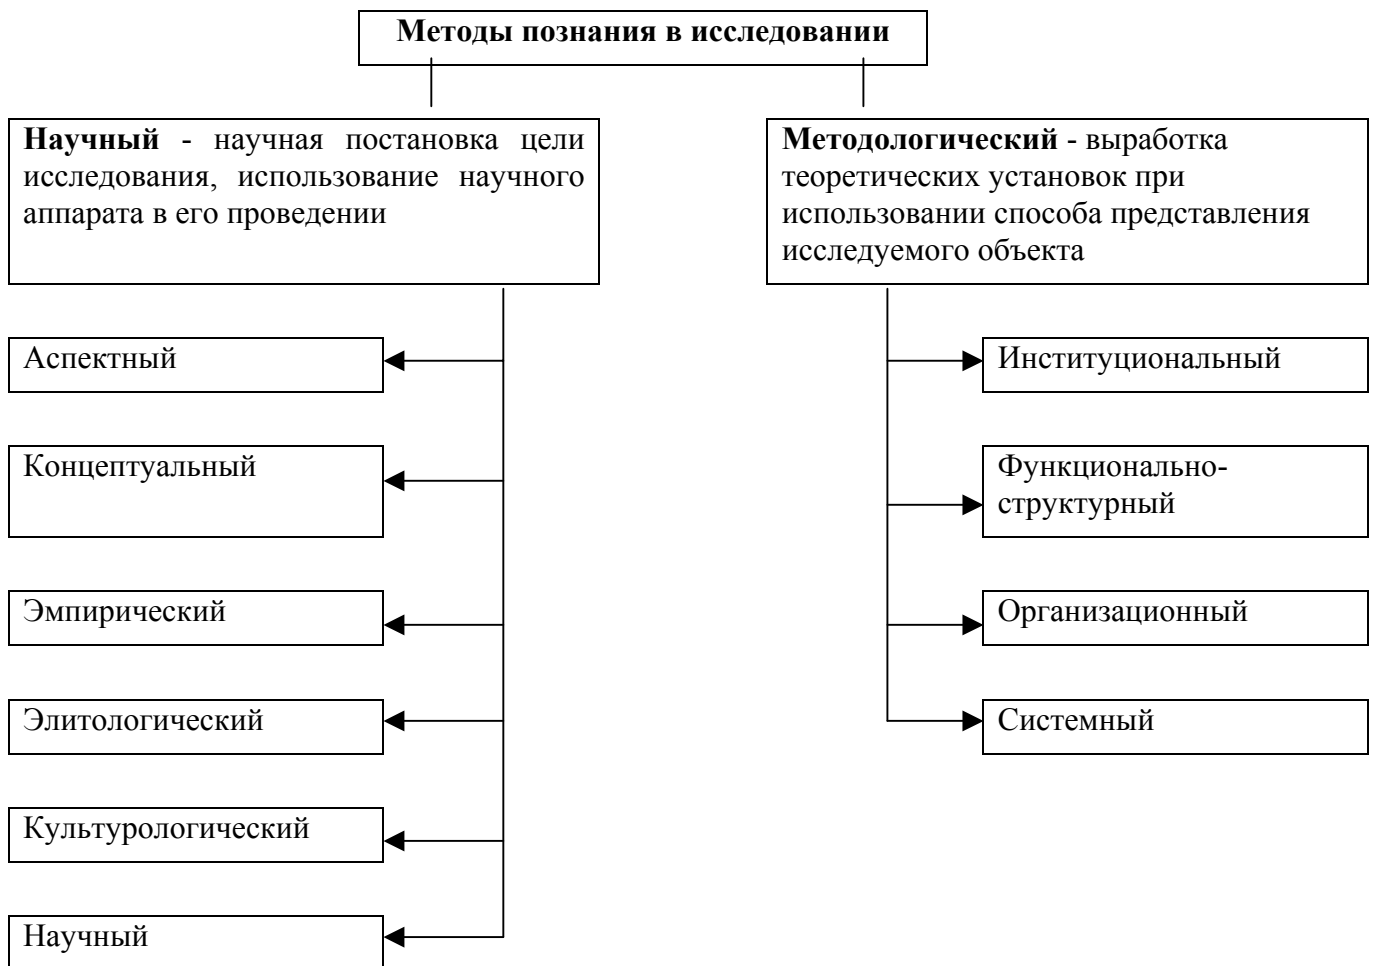 Методы познания в исследовании
Научный - научная постановка цели
исследования, использование научного
аппарата в его проведении
Методологический - выработка
теоретических установок при
использовании способа представления
исследуемого объекта
Аспектный
Концептуальный
Эмпирический
Элитологический
Культурологический
Научный
Институциональный
Функционально-
структурный
Организационный
Системный